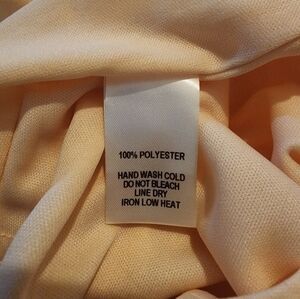 100% POLYESTER
HAND WASH COLD
DO NOT BLEACH
LINE DRY
IRON LOW HEAT